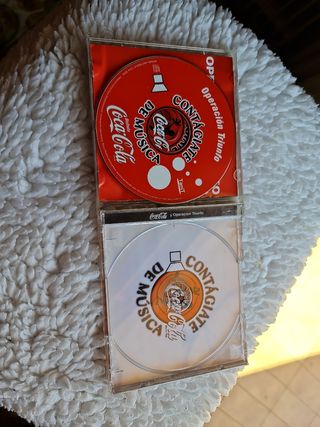 Operación Triunfo
CONTÁGIATE
Coca-Cola
DE MÚSICA
Coca-Cola
Coca-Cola y Operación Triunfo
CONTÁGIATE
Coca-Cola
DE MÚSICA